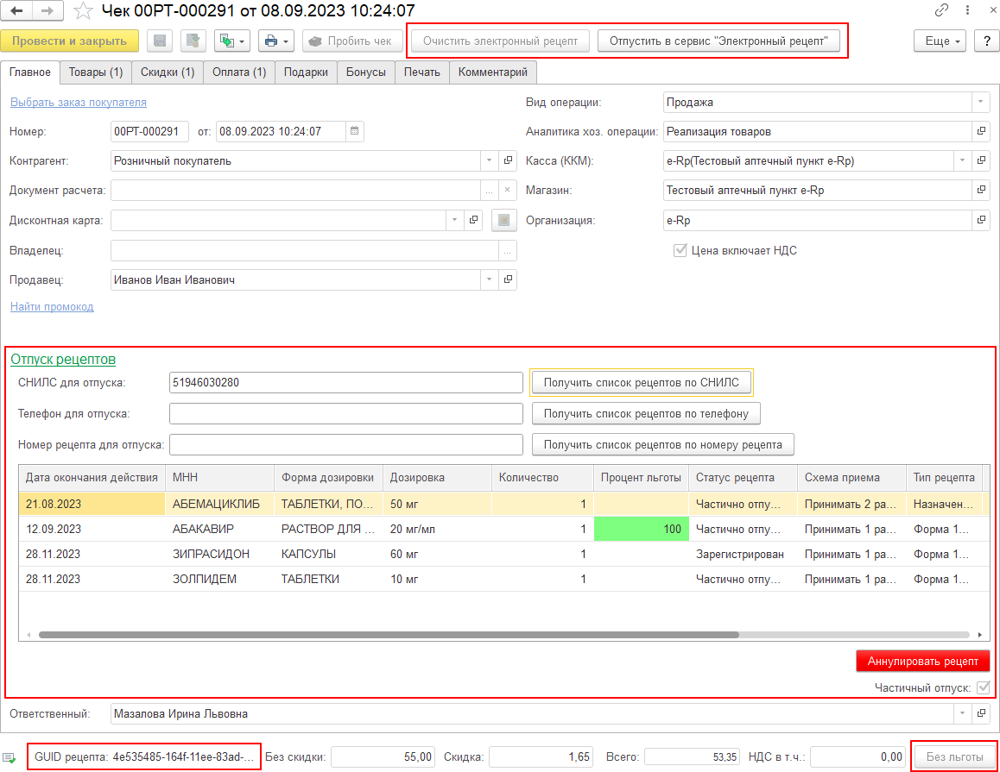 Чек 00РТ-000291 от 08.09.2023 10:24:07
Провести и закрыть Пробить чек Очистить электронный рецепт Отпустить в сервис "Электронный рецепт" Еще ?
Главное Товары (1) Скидки (1) Оплата (1) Подарки Бонусы Печать Комментарий
Выбрать заказ покупателя Вид операции: Продажа
Номер: 00РТ-000291 от: 08.09.2023 10:24:07 Аналитика хоз. операции: Реализация товаров
Контрагент: Розничный покупатель Касса (ККМ): e-Rp(Тестовый аптечный пункт e-Rp)
Документ расчета: ... Магазин: Тестовый аптечный пункт e-Rp
Дисконтная карта: Организация: e-Rp
Владелец: ... Цена включает НДС
Продавец: Иванов Иван Иванович
Найти промокод
Отпуск рецептов
СНИЛС для отпуска: 51946030280 Получить список рецептов по СНИЛС
Телефон для отпуска: Получить список рецептов по телефону
Номер рецепта для отпуска: Получить список рецептов по номеру рецепта
Дата окончания действия МНН Форма дозировки Дозировка Количество Процент льготы Статус рецепта Схема приема Тип рецепта
21.08.2023 АБЕМАЦИКЛИБ ТАБЛЕТКИ, ПО... 50 мг 1 Частично отпу... Принимать 2 ра... Назначен...
12.09.2023 АБАКАВИР РАСТВОР ДЛЯ ... 20 мг/мл 1 100 Частично отпу... Принимать 1 ра... Форма 1...
28.11.2023 ЗИПРАСИДОН КАПСУЛЫ 60 мг 1 Зарегистрирован Принимать 1 ра... Форма 1...
28.11.2023 ЗОЛПИДЕМ ТАБЛЕТКИ 10 мг 1 Частично отпу... Принимать 1 ра... Форма 1...
Аннулировать рецепт
Частичный отпуск:
Ответственный: Мазалова Ирина Львовна
GUID рецепта: 4e535485-164f-11ee-83ad-... Без скидки: 55,00 Скидка: 1,65 Всего: 53,35 НДС в т.ч.: 0,00 Без льготы